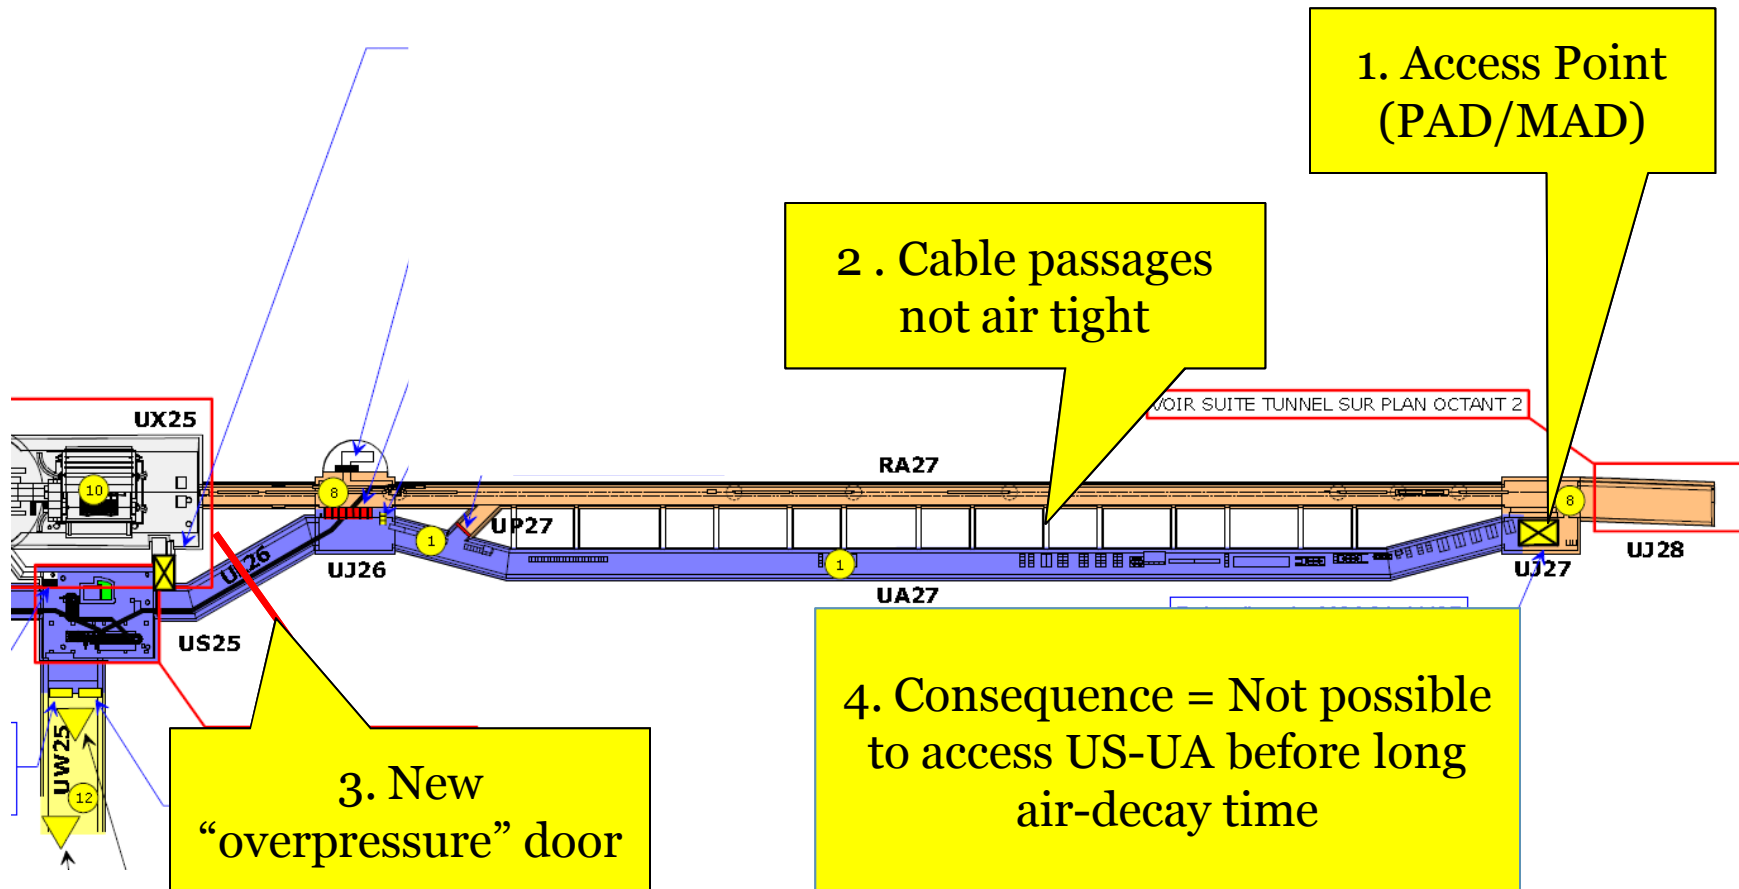 1. Access Point
(PAD/MAD)
2 . Cable passages
not air tight
VOIR SUITE TUNNEL SUR PLAN OCTANT 2
UX25
RA27
10
8
8
UP27
1
1
UJ26
UJ27
UJ28
UA27
US25
UW25
12
3. New
“overpressure” door
4. Consequence = Not possible
to access US-UA before long
air-decay time